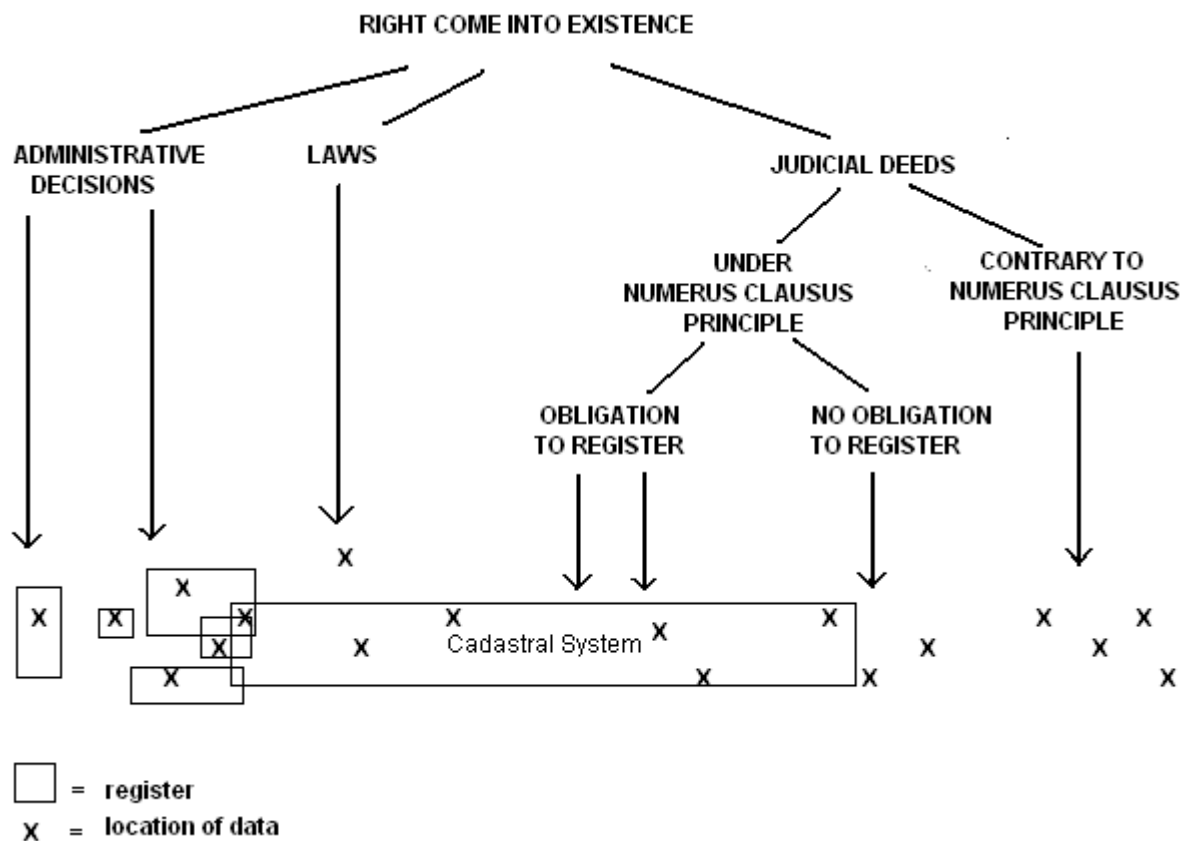 RIGHT COME INTO EXISTENCE
ADMINISTRATIVE
DECISIONS
LAWS
JUDICIAL DEEDS
UNDER
NUMERUS CLAUSUS
PRINCIPLE
CONTRARY TO
NUMERUS CLAUSUS
PRINCIPLE
OBLIGATION
TO REGISTER
NO OBLIGATION
TO REGISTER
X
X
X X X X X X X X
X X Cadastral System X X X
X X X X
= register
X = location of data